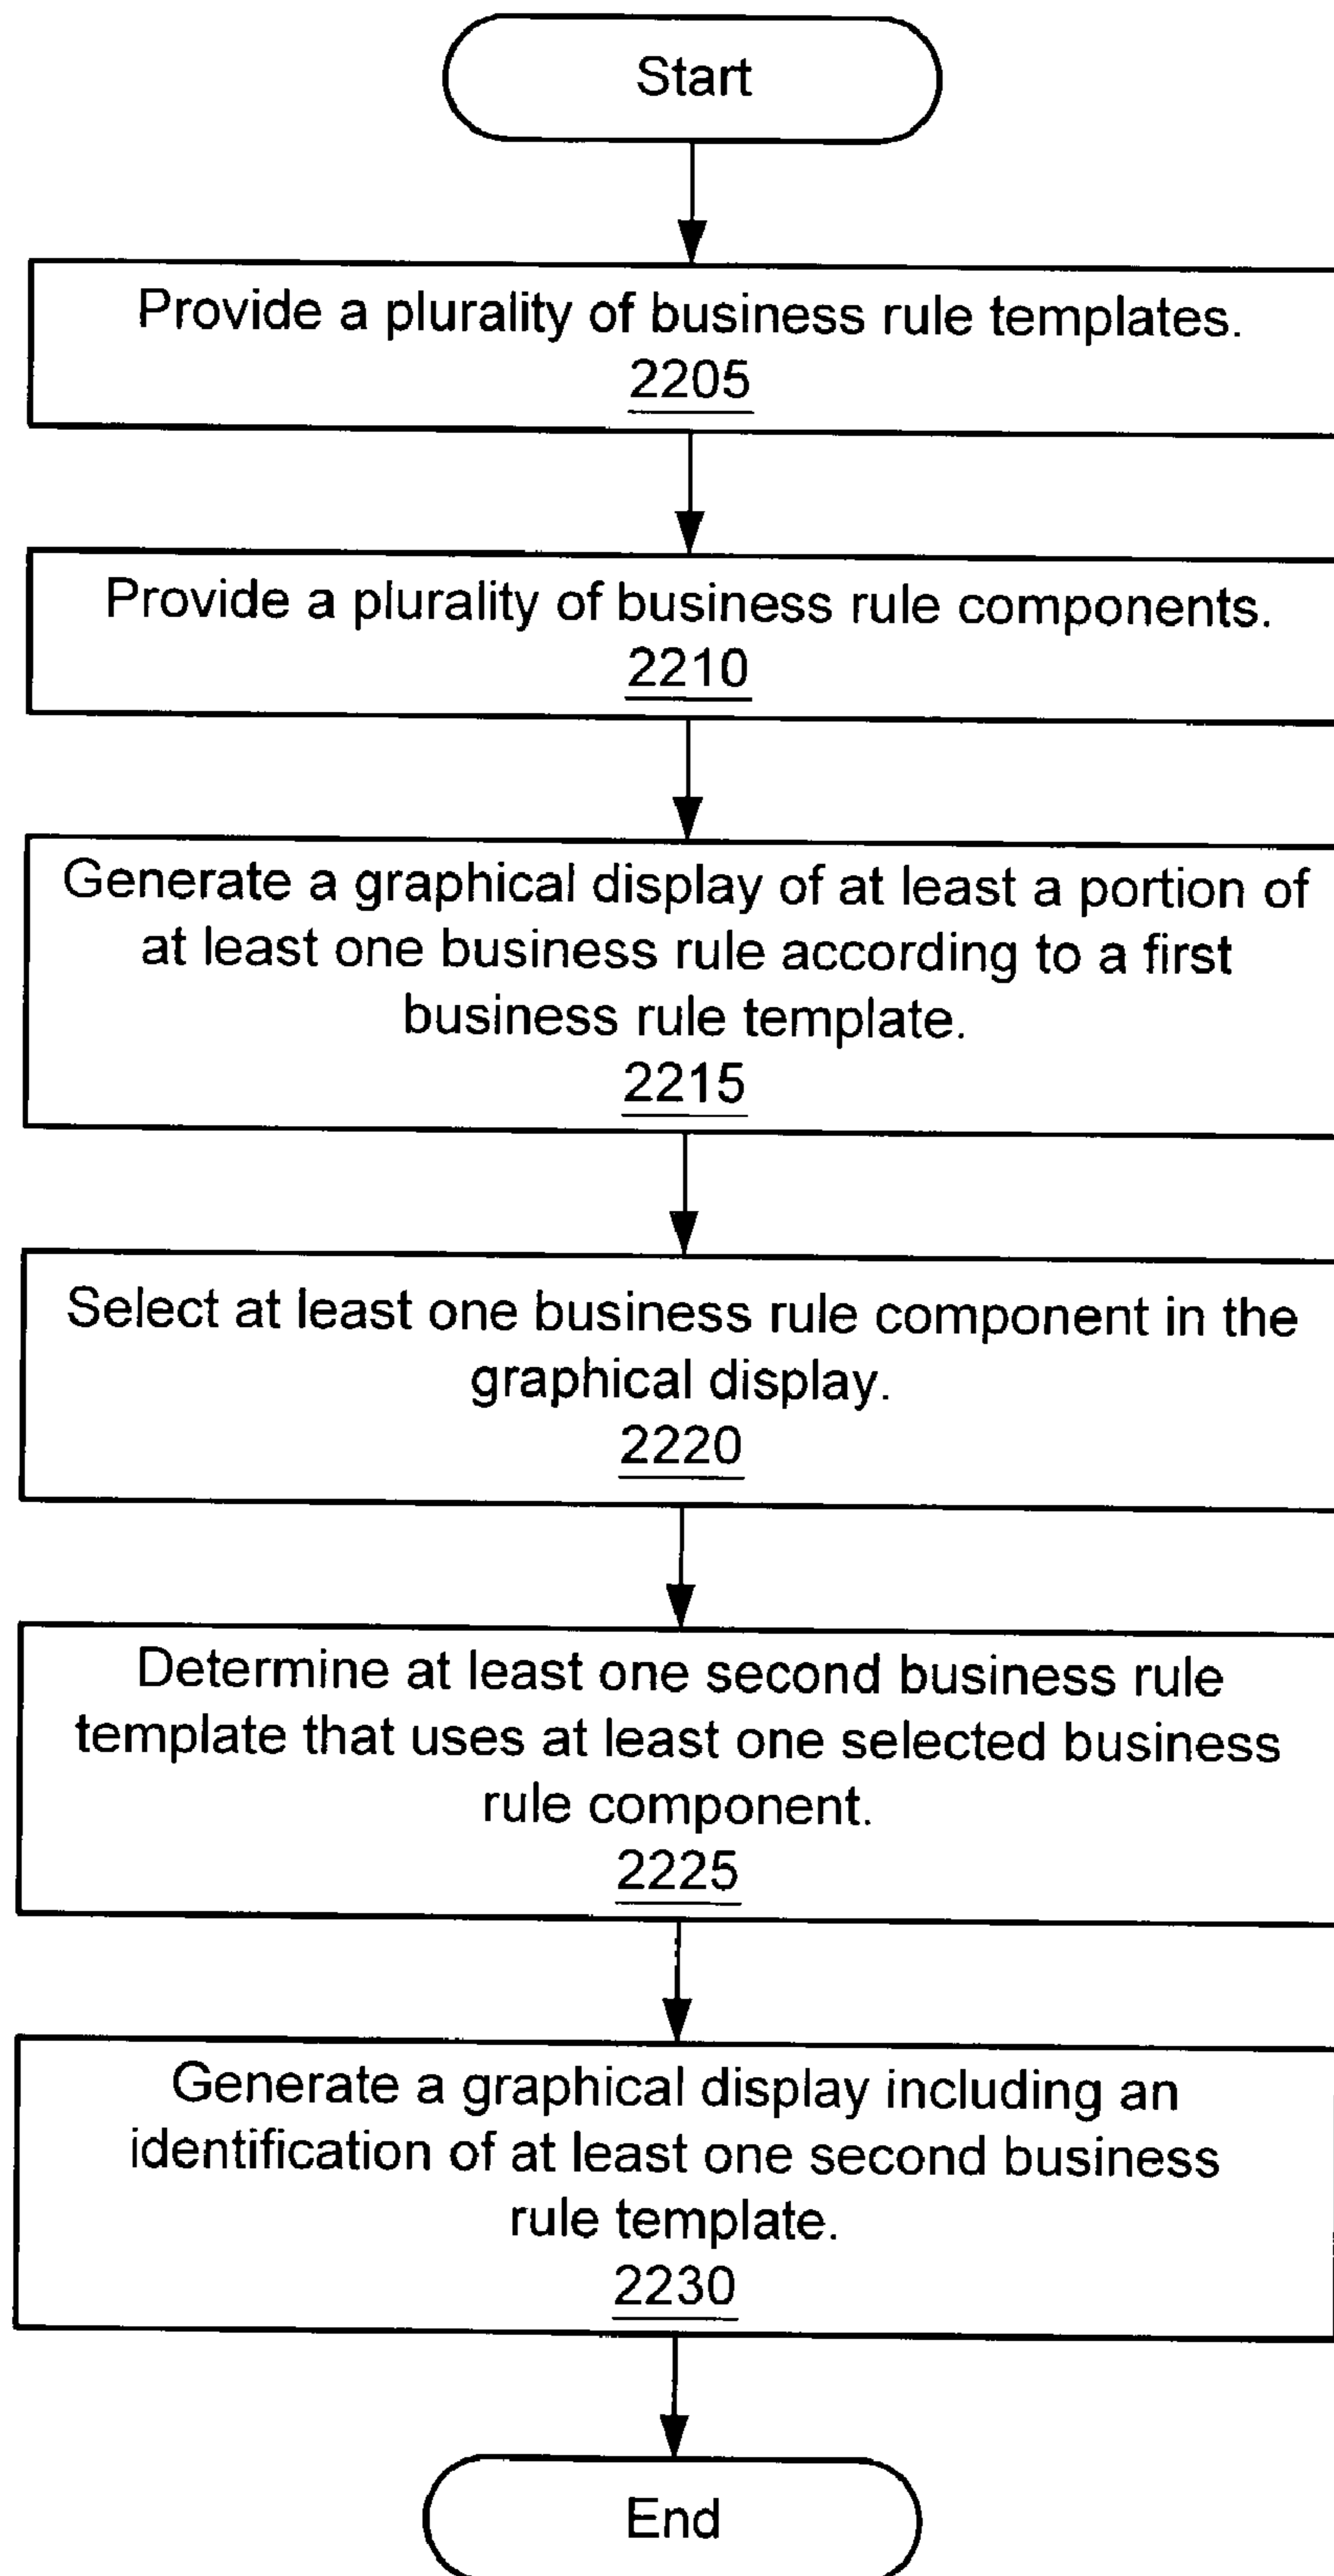 Start
Provide a plurality of business rule templates.
2205
Provide a plurality of business rule components.
2210
Generate a graphical display of at least a portion of
at least one business rule according to a first
business rule template.
2215
Select at least one business rule component in the
graphical display.
2220
Determine at least one second business rule
template that uses at least one selected business
rule component.
2225
Generate a graphical display including an
identification of at least one second business
rule template.
2230
End